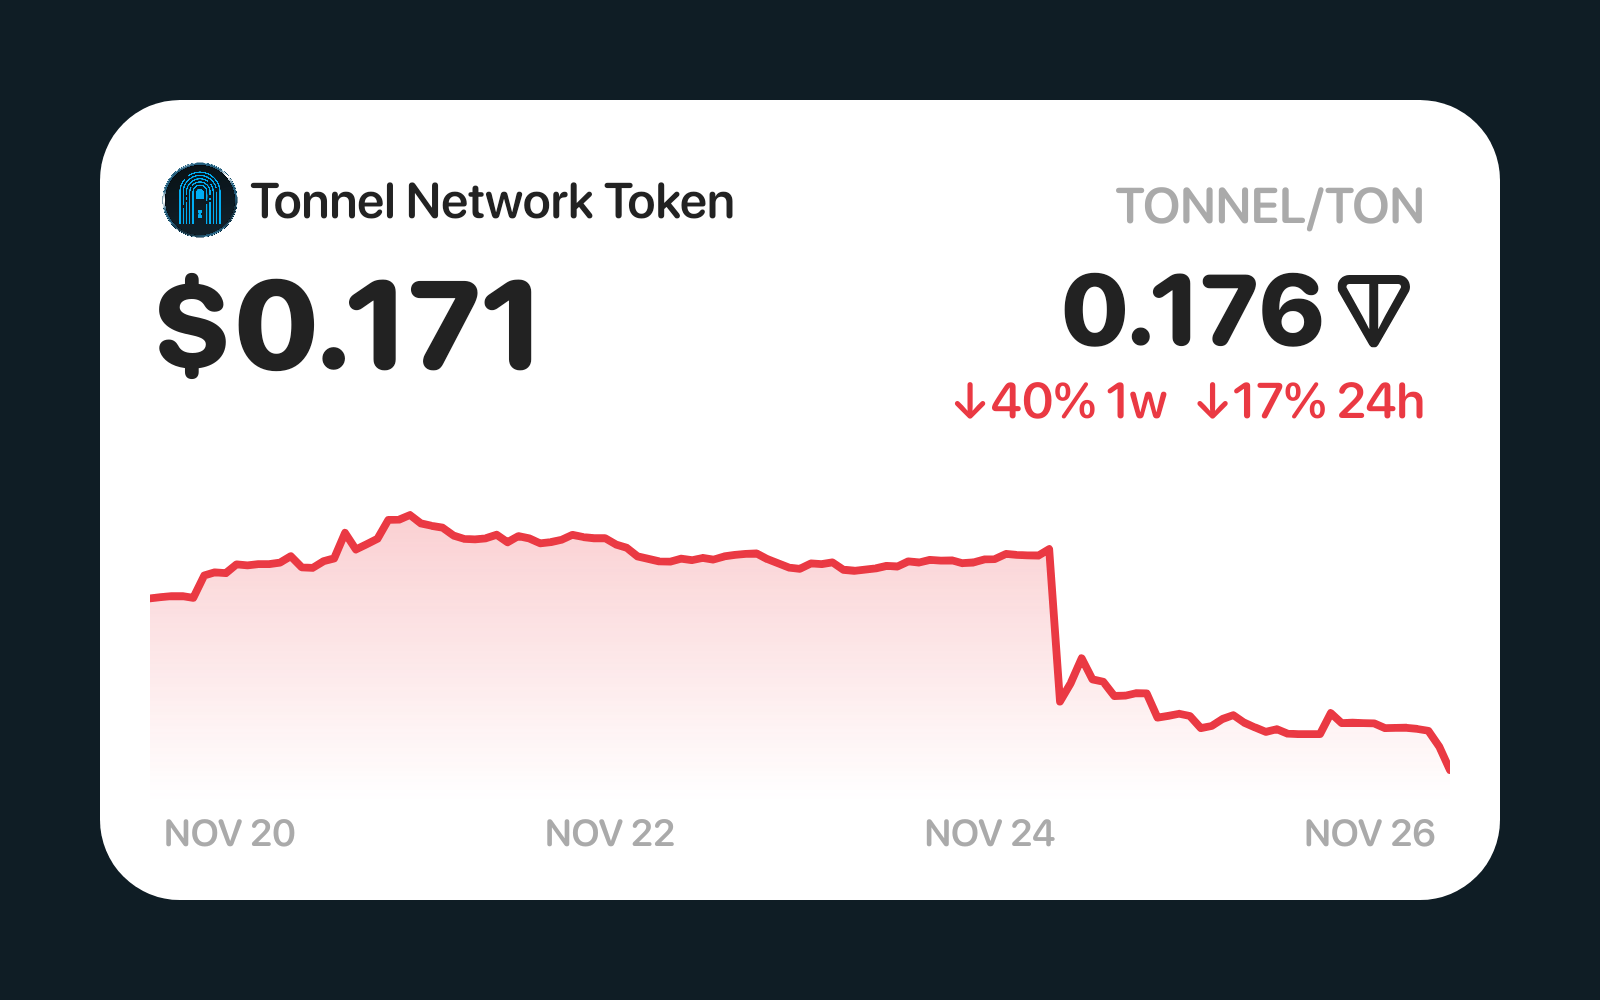 Tonnel Network Token
TONNEL/TON
$0.171
0.176
↓40% 1w ↓17% 24h
NOV 20 NOV 22 NOV 24 NOV 26